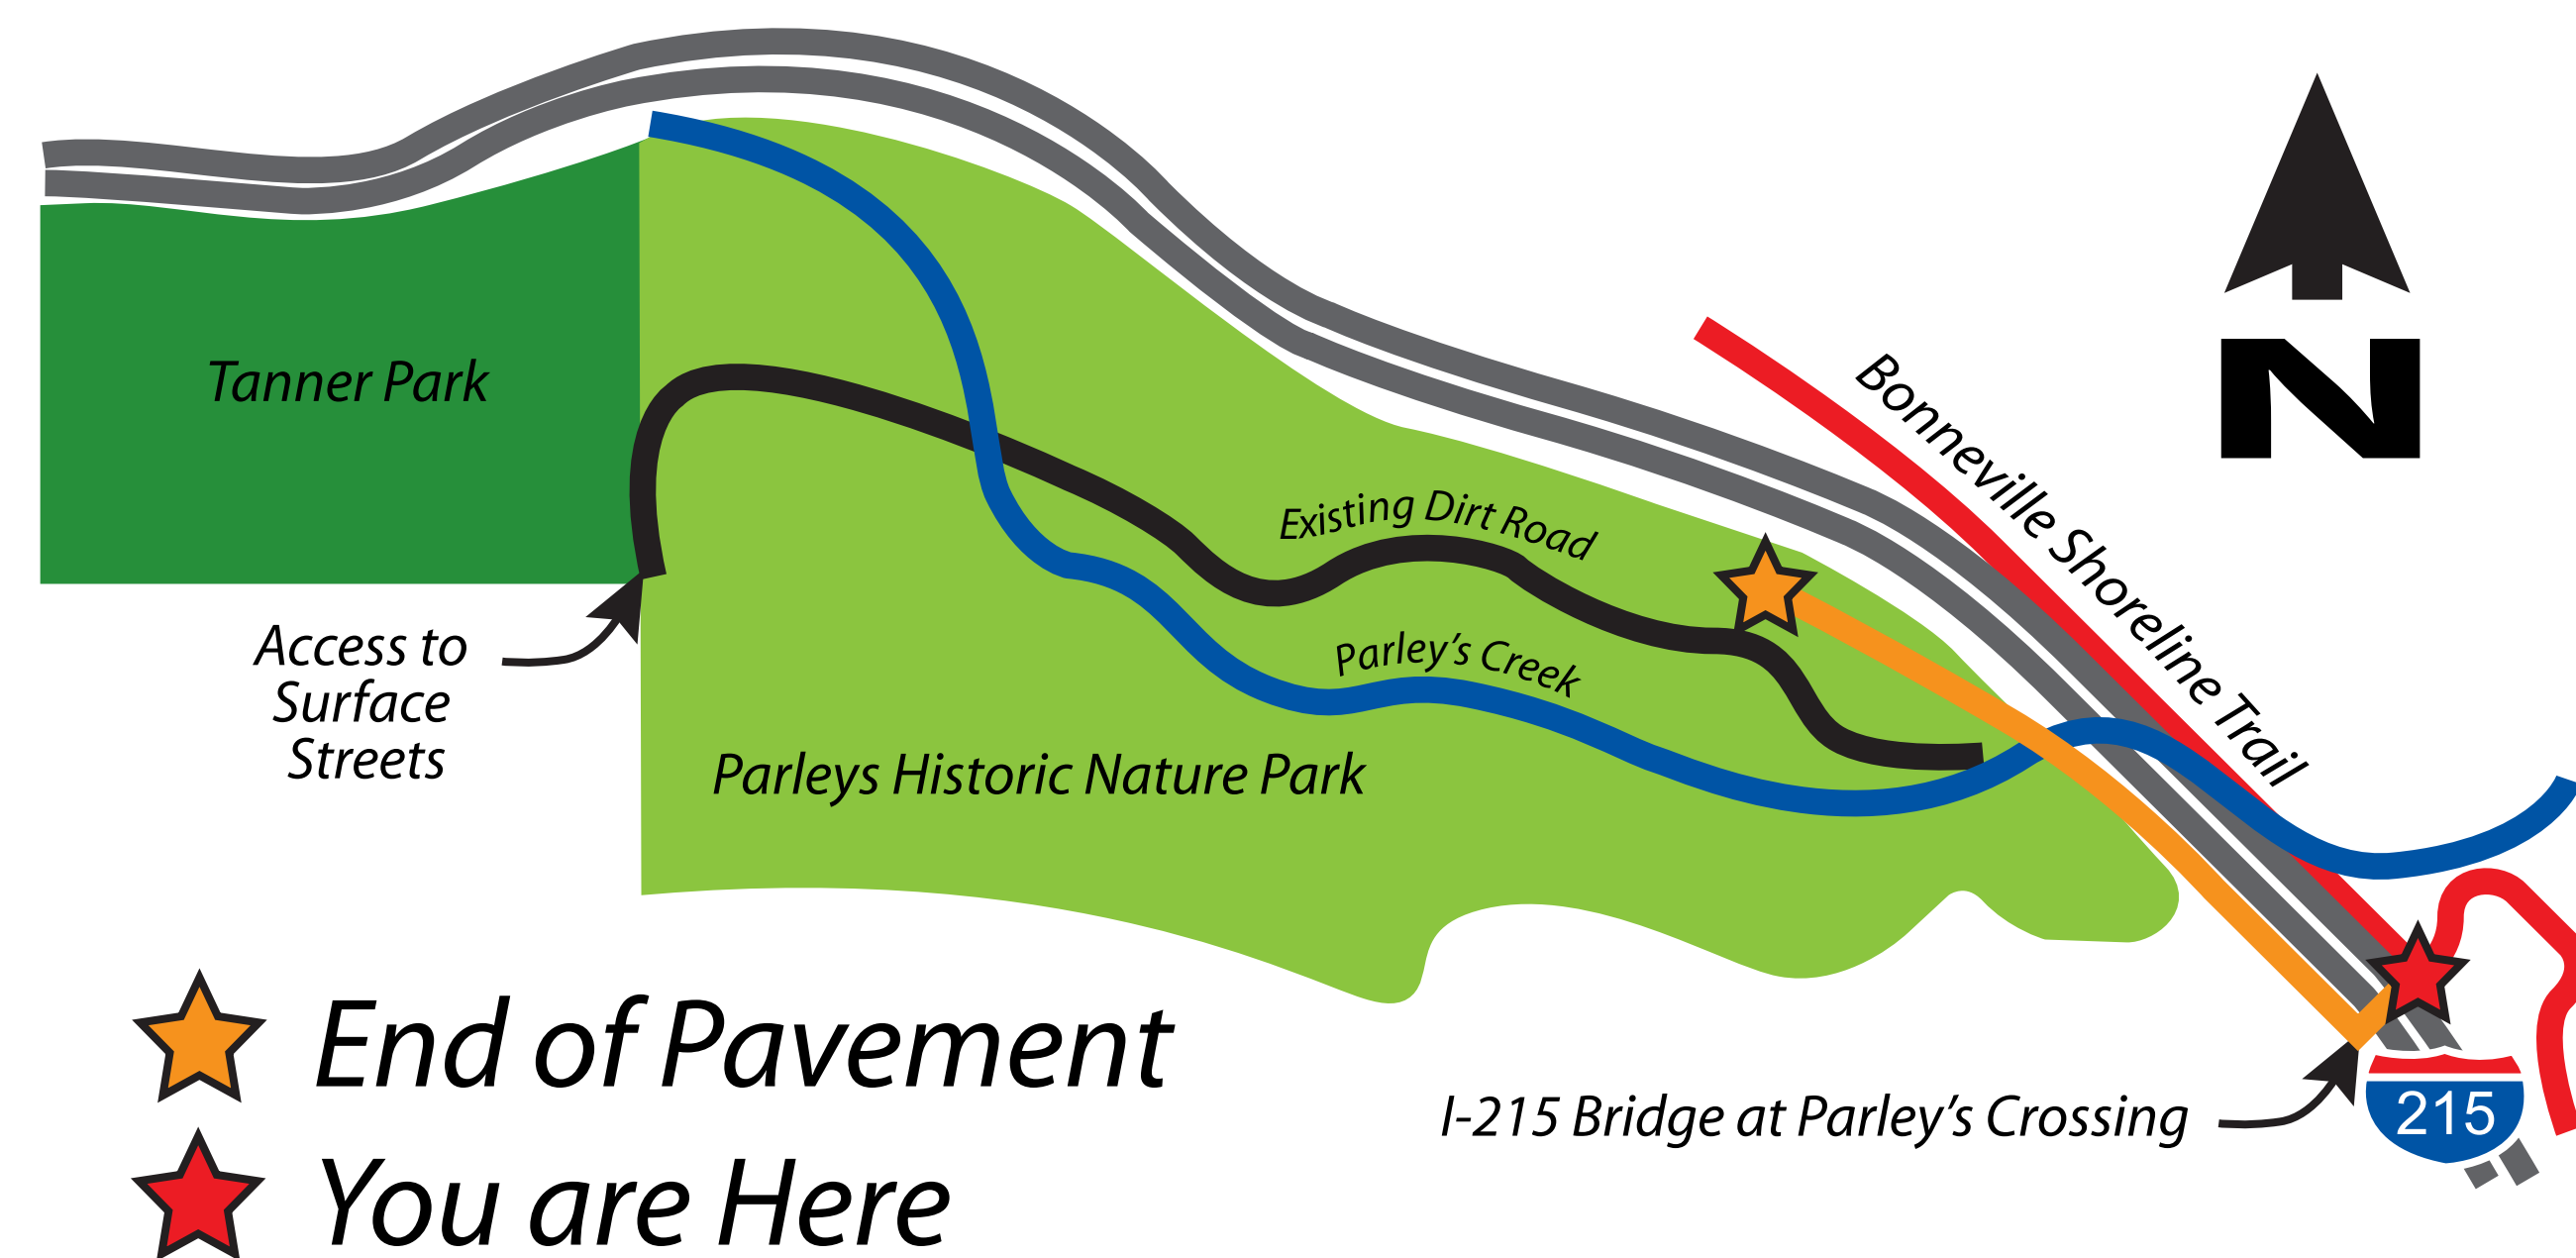 N
Bonneville Shoreline Trail
Tanner Park
Existing Dirt Road
Access to
Surface
Streets
Parley's Creek
Parleys Historic Nature Park
End of Pavement
I-215 Bridge at Parley's Crossing
215
You are Here